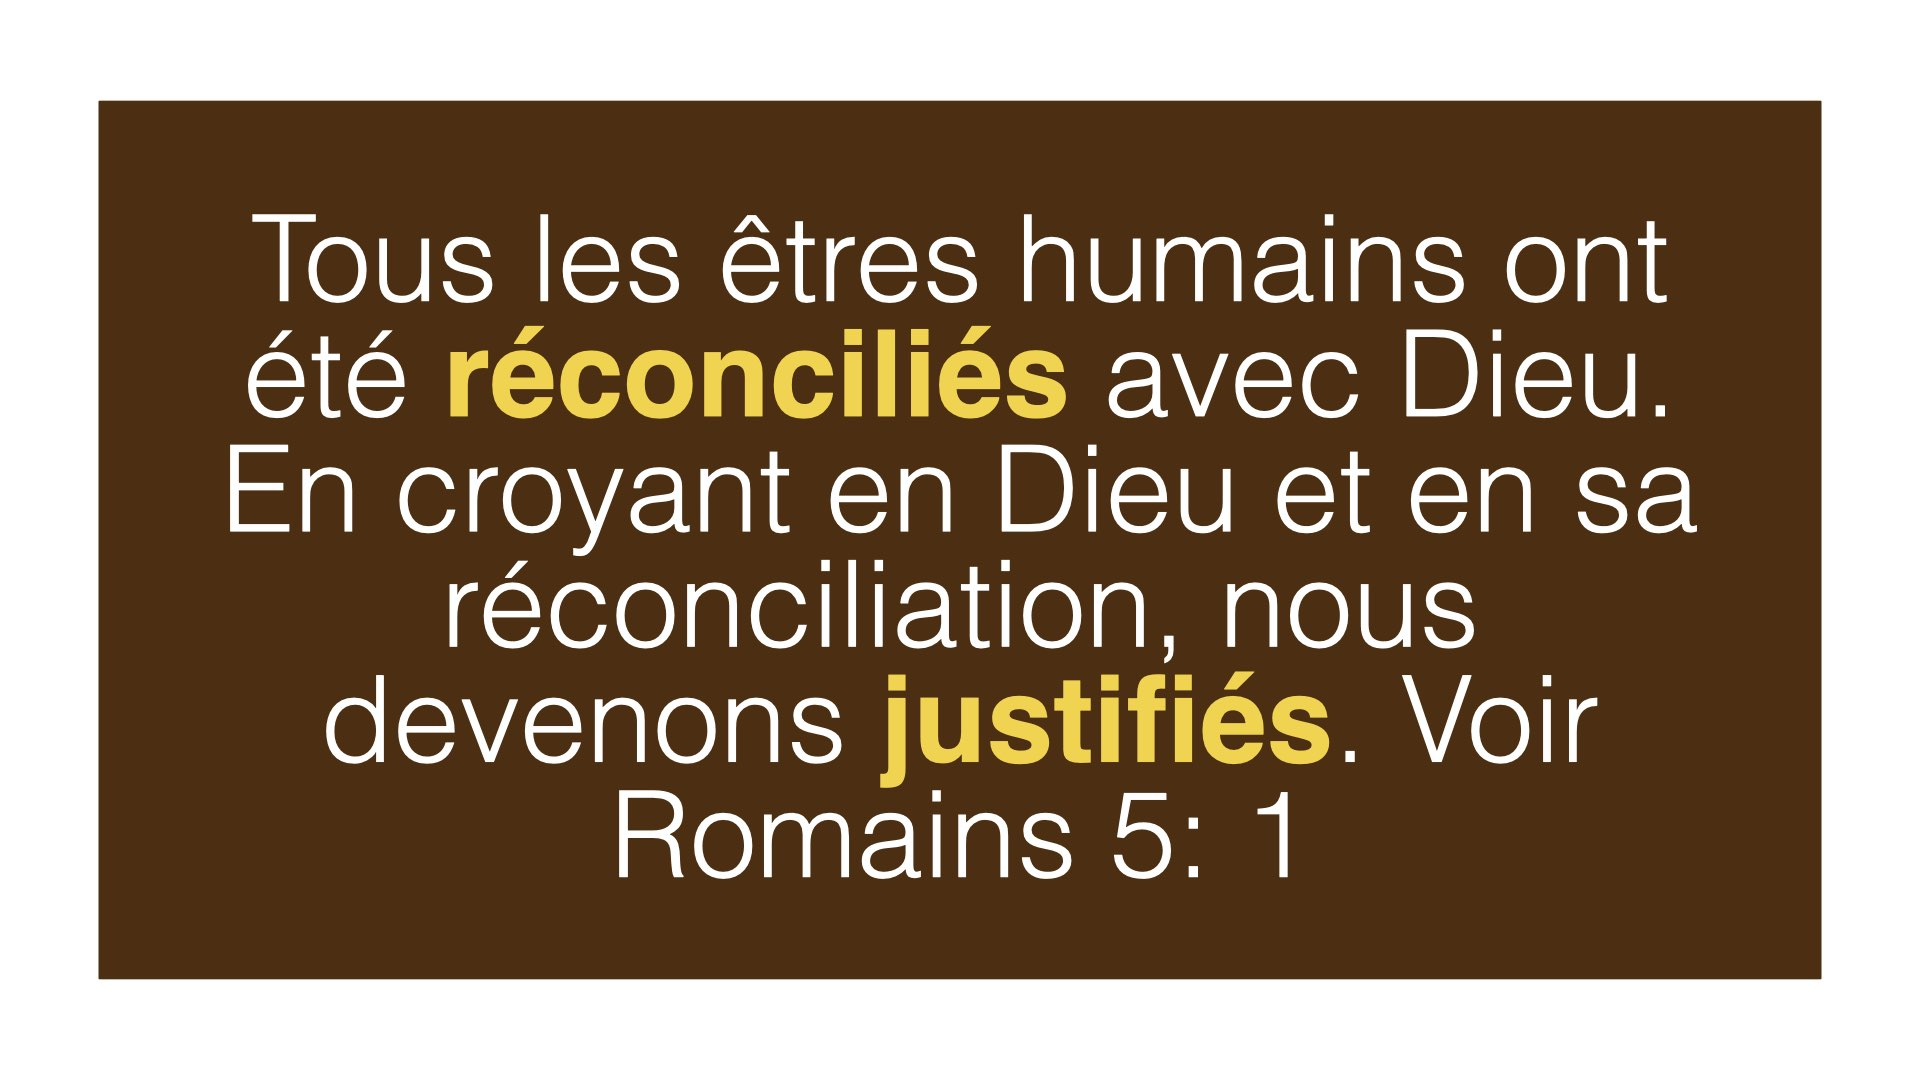 Tous les êtres humains ont
été réconciliés avec Dieu.
En croyant en Dieu et en sa
réconciliation, nous
devenons justifiés. Voir
Romains 5: 1